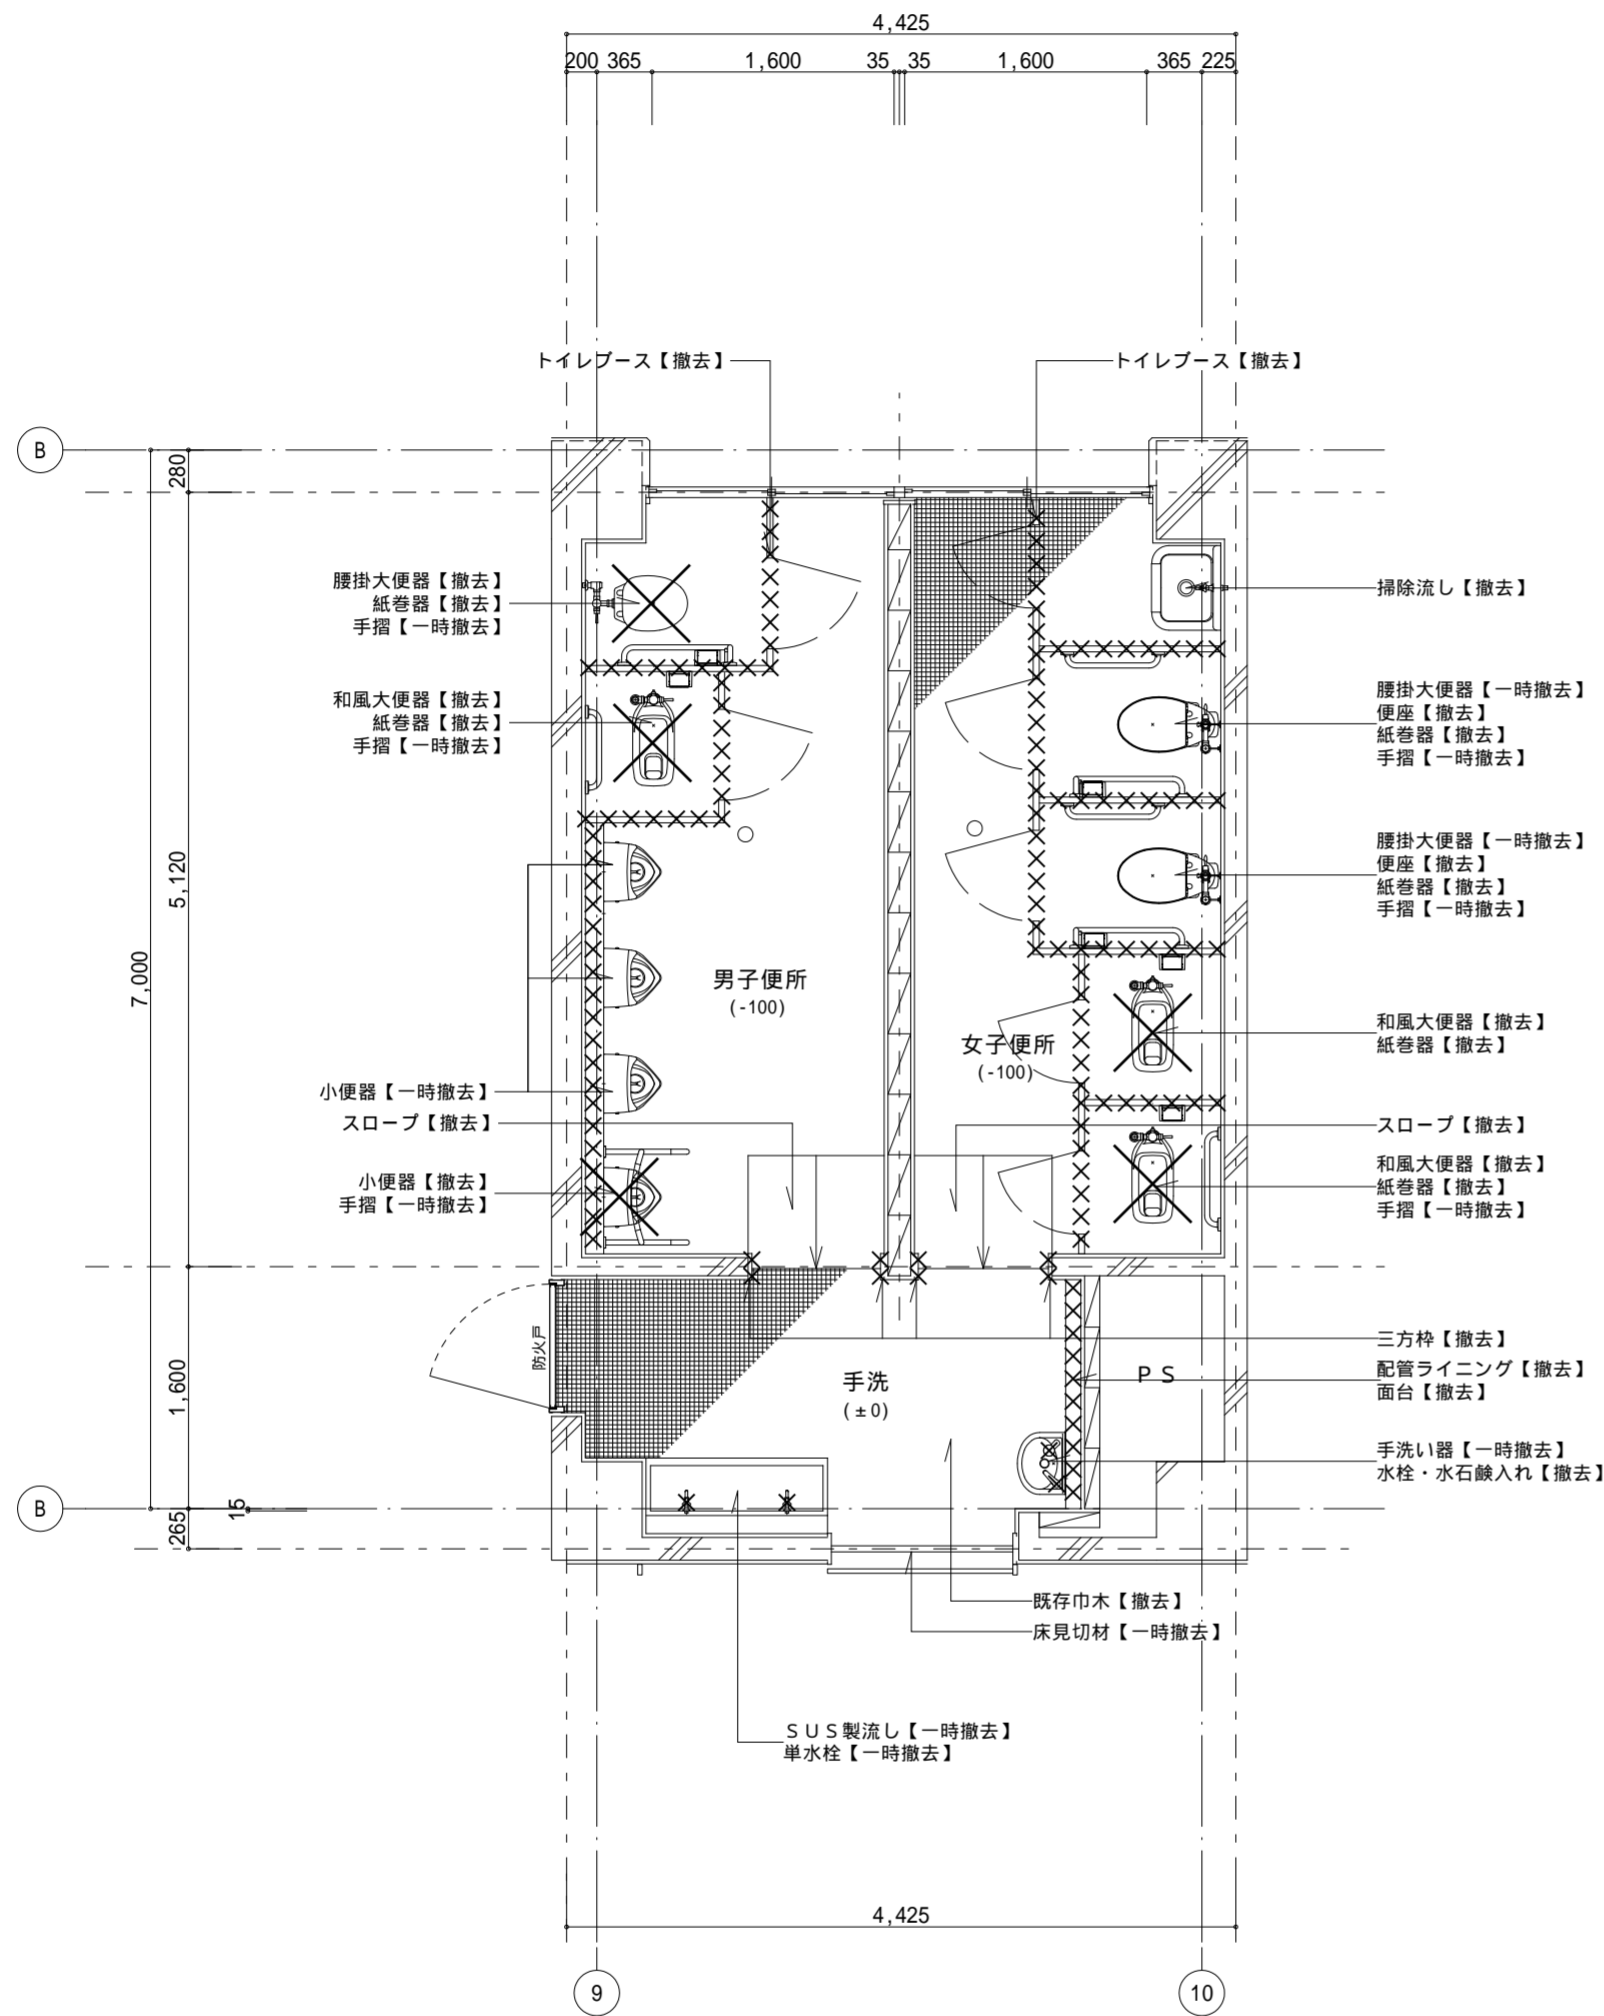 4,425
200 365 1,600 35 35 1,600 365 225
トイレブース【撤去】
トイレブース【撤去】
B
280
5,120
7,000
1,600
265
15
腰掛大便器【撤去】
紙巻器【撤去】
手摺【一時撤去】
和風大便器【撤去】
紙巻器【撤去】
手摺【一時撤去】
小便器【一時撤去】
スロープ【撤去】
小便器【撤去】
手摺【一時撤去】
掃除流し【撤去】
腰掛大便器【一時撤去】
便座【撤去】
紙巻器【撤去】
手摺【一時撤去】
腰掛大便器【一時撤去】
便座【撤去】
紙巻器【撤去】
手摺【一時撤去】
男子便所
(-100)
女子便所
(-100)
和風大便器【撤去】
紙巻器【撤去】
スロープ【撤去】
和風大便器【撤去】
紙巻器【撤去】
手摺【一時撤去】
防火戸
手洗
(±0)
PS
三方枠【撤去】
配管ライニング【撤去】
面台【撤去】
手洗い器【一時撤去】
水栓・水石鹸入れ【撤去】
B
既存巾木【撤去】
床見切材【一時撤去】
SUS製流し【一時撤去】
単水栓【一時撤去】
4,425
9
10